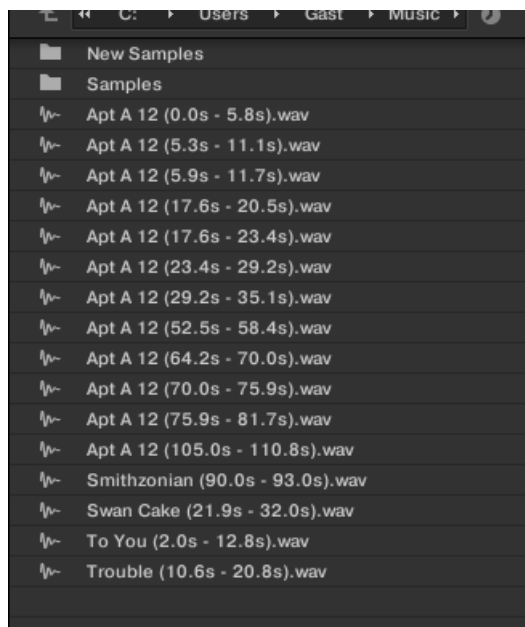 C: Users Gast Music
New Samples
Samples
Apt A 12 (0.0s - 5.8s).wav
Apt A 12 (5.3s - 11.1s).wav
Apt A 12 (5.9s - 11.7s).wav
Apt A 12 (17.6s - 20.5s).wav
Apt A 12 (17.6s - 23.4s).wav
Apt A 12 (23.4s - 29.2s).wav
Apt A 12 (29.2s - 35.1s).wav
Apt A 12 (52.5s - 58.4s).wav
Apt A 12 (64.2s - 70.0s).wav
Apt A 12 (70.0s - 75.9s).wav
Apt A 12 (75.9s - 81.7s).wav
Apt A 12 (105.0s - 110.8s).wav
Smithzonian (90.0s - 93.0s).wav
Swan Cake (21.9s - 32.0s).wav
To You (2.0s - 12.8s).wav
Trouble (10.6s - 20.8s).wav